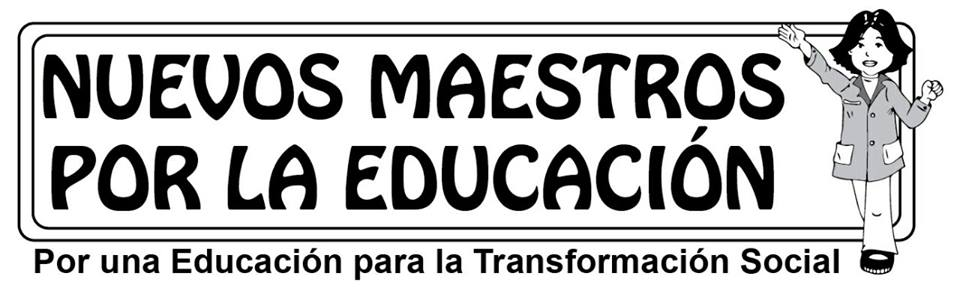 NUEVOS MAESTROS
POR LA EDUCACIÓN
Por una Educación para la Transformación Social